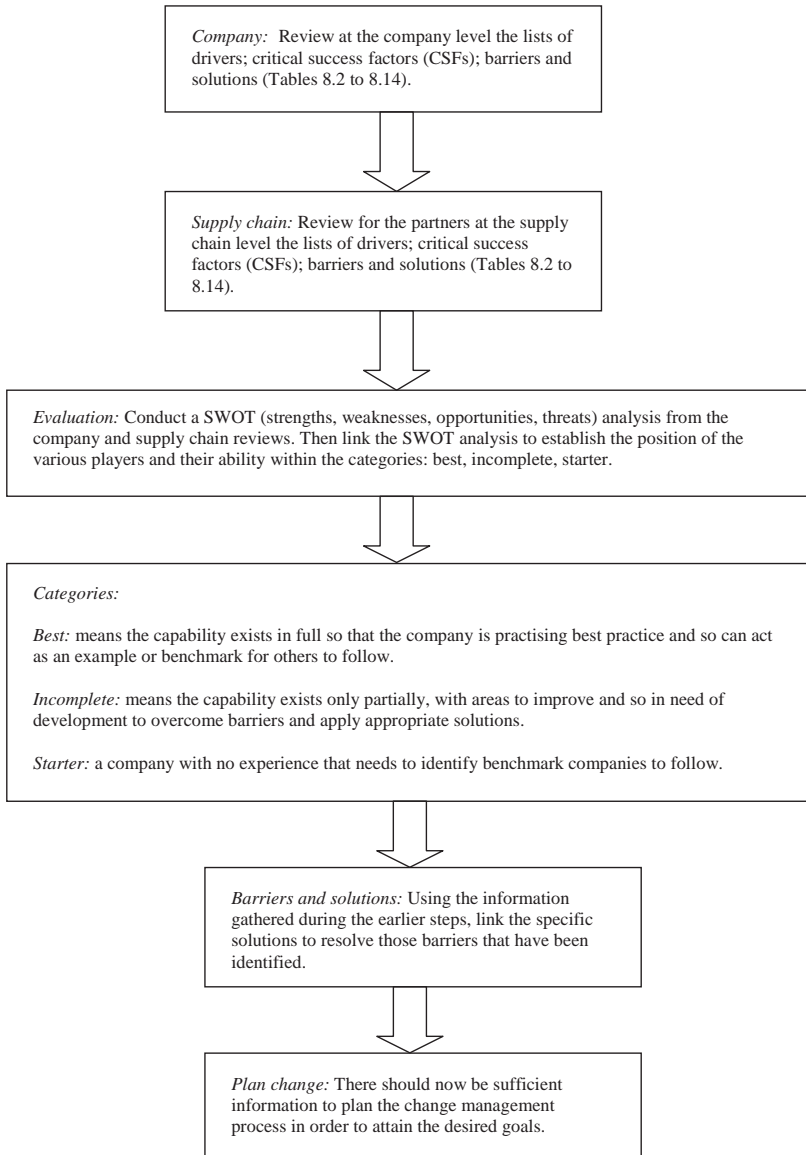 Company: Review at the company level the lists of
drivers; critical success factors (CSFs); barriers and
solutions (Tables 8.2 to 8.14).
Supply chain: Review for the partners at the supply
chain level the lists of drivers; critical success
factors (CSFs); barriers and solutions (Tables 8.2 to
8.14).
Evaluation: Conduct a SWOT (strengths, weaknesses, opportunities, threats) analysis from the
company and supply chain reviews. Then link the SWOT analysis to establish the position of the
various players and their ability within the categories: best, incomplete, starter.
Categories:
Best: means the capability exists in full so that the company is practising best practice and so can act
as an example or benchmark for others to follow.
Incomplete: means the capability exists only partially, with areas to improve and so in need of
development to overcome barriers and apply appropriate solutions.
Starter: a company with no experience that needs to identify benchmark companies to follow.
Barriers and solutions: Using the information
gathered during the earlier steps, link the specific
solutions to resolve those barriers that have been
identified.
Plan change: There should now be sufficient
information to plan the change management
process in order to attain the desired goals.